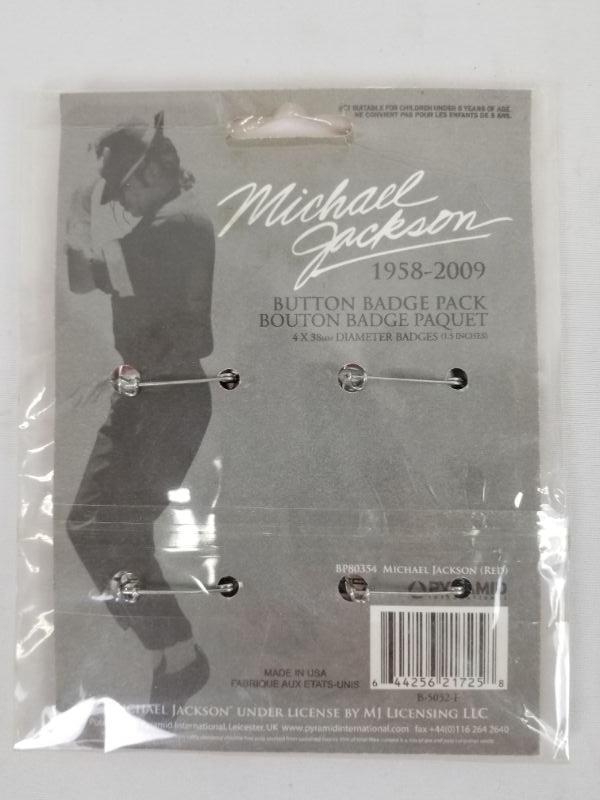 NOT SUITABLE FOR CHILDREN UNDER 5 YEARS OF AGE.
NE CONVIENT PAS POUR LES ENFANTS DE 5 ANS.
Michael
Jackson
1958-2009
BUTTON BADGE PACK
BOUTON BADGE PAQUET
4 X 38mm DIAMETER BADGES (1.5 INCHES)
BP80354 MICHAEL JACKSON (RED)
PYRAMID
INTERNATIONAL
6 44256 21725 8
B-5052-F
MADE IN USA
FABRIQUE AUX ETATS-UNIS
MICHAEL JACKSON™ UNDER LICENSE BY MJ LICENSING LLC
Pyramid International, Leicester, UK www.pyramidinternational.com fax +44(0)116 264 2640